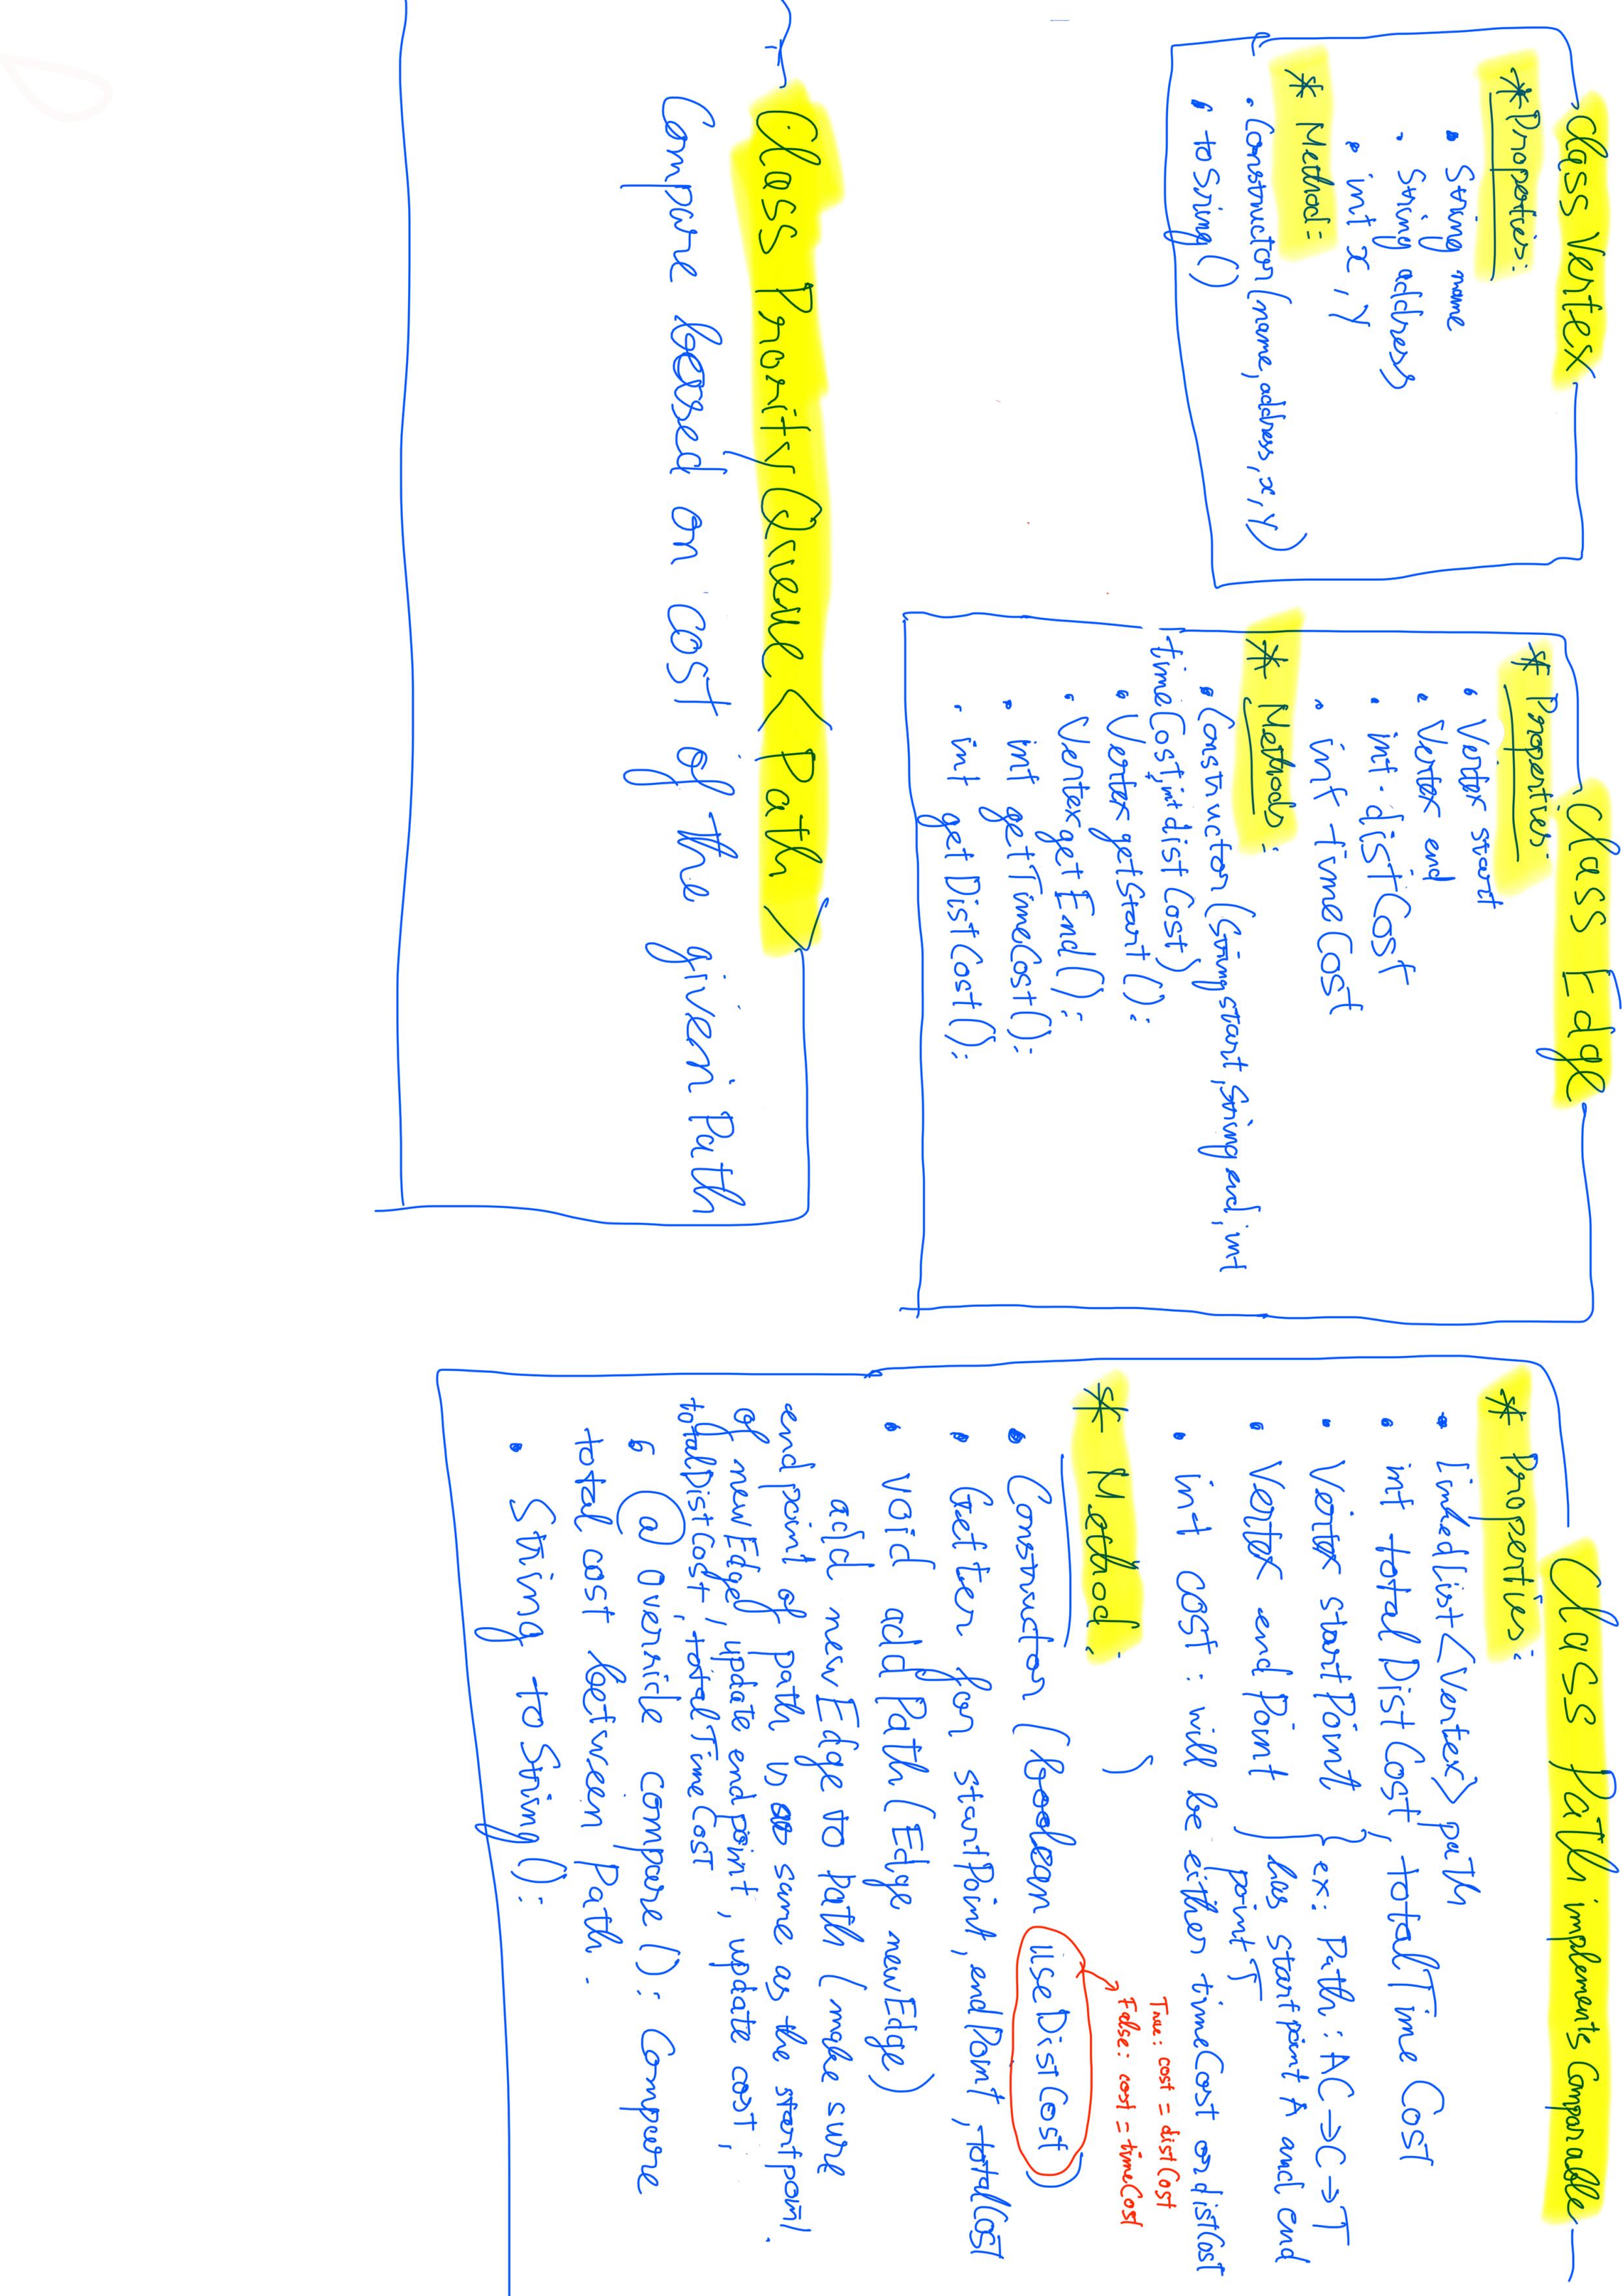 class Vertex
* Properties:
• String name
• String address
• int x, y
* Method:
• Constructor(name, address, x, y)
• toSring()
class Edge
* Properties:
• Vertex start
• Vertex end
• int distCost
• int timeCost
* Methods:
• Constructor (String start, String end, int
timeCost, int distCost)
• Vertex getStart():
• Vertex getEnd():
• int getTimeCost():
• int getDistCost():
Class Path implements Comparable
* Properties:
• LinkedList<Vertex> path
• int totalDistCost, totalTimeCost
• Vertex startPoint
• Vertex endPoint
ex: Path: AC → C → T
has startpoint A and end
point T
• int cost: will be either timeCost or distCost
True: cost = distCost
False: cost = timeCost
* Method:
)
• Constructor (boolean useDistCost)
• Getter for startPoint, endPoint, totalCost
• void addPath(Edge newEdge)
add newEdge to path (make sure
endpoint of path is same as the startpoint
of newEdge, update endpoint, update cost,
totalDistCost, totalTimeCost
• @override compare(): Compare
total cost between Path.
• String toString():
Class ProrityQueue<Path>
Compare based on cost of the given Path